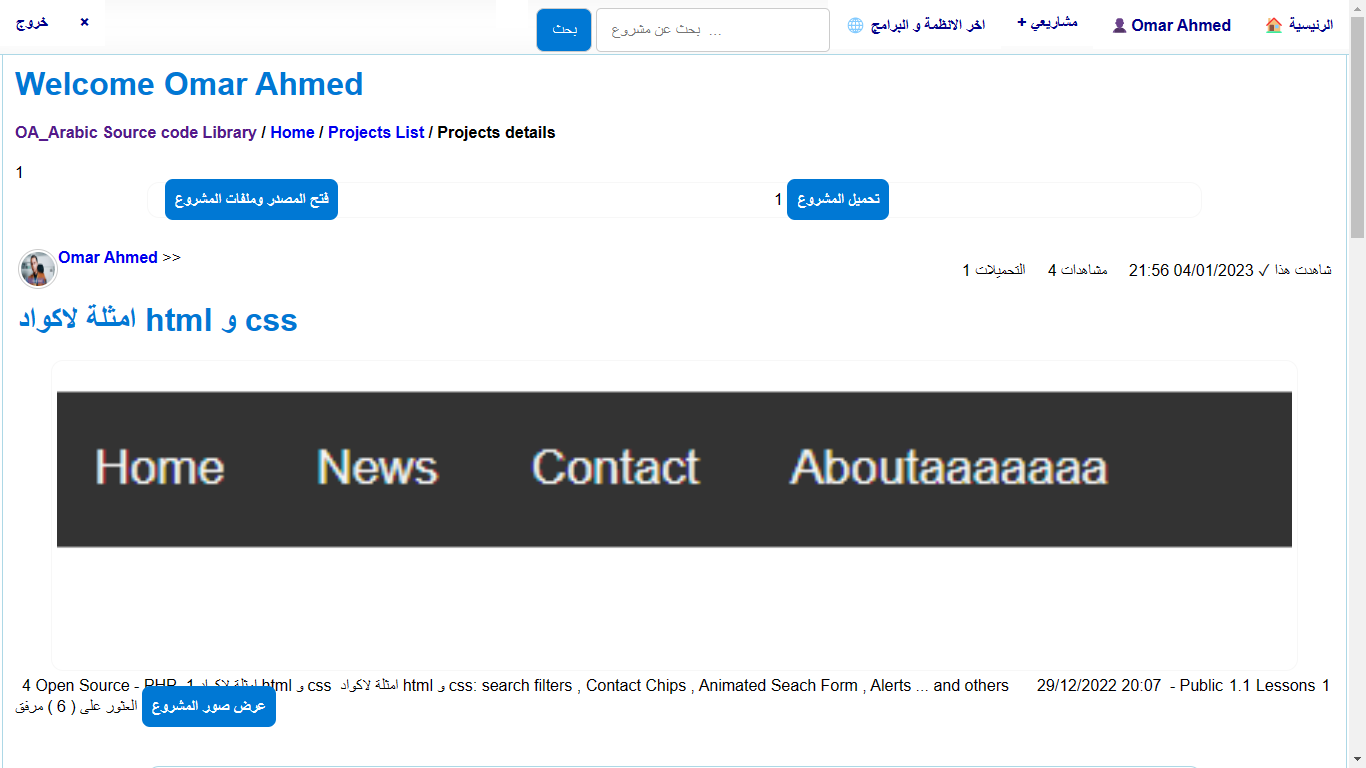 الرئيسية Omar Ahmed مشاريعي + اخر الانظمة و البرامج بحث عن مشروع ... بحث × خروج
Welcome Omar Ahmed
OA_Arabic Source code Library / Home / Projects List / Projects details
1
فتح المصدر وملفات المشروع 1 تحميل المشروع
Omar Ahmed >>
شاهدت هذا ✓ 04/01/2023 21:56 مشاهدات 4 التحميلات 1
امثلة لاكواد html و css
Home News Contact Aboutaaaaaaa
4 Open Source - PHP 1 امثلة لاكواد html و css امثلة لاكواد html و css: search filters , Contact Chips , Animated Seach Form , Alerts ... and others 29/12/2022 20:07 - Public 1.1 Lessons 1
العثور على ( 6 ) مرفق عرض صور المشروع